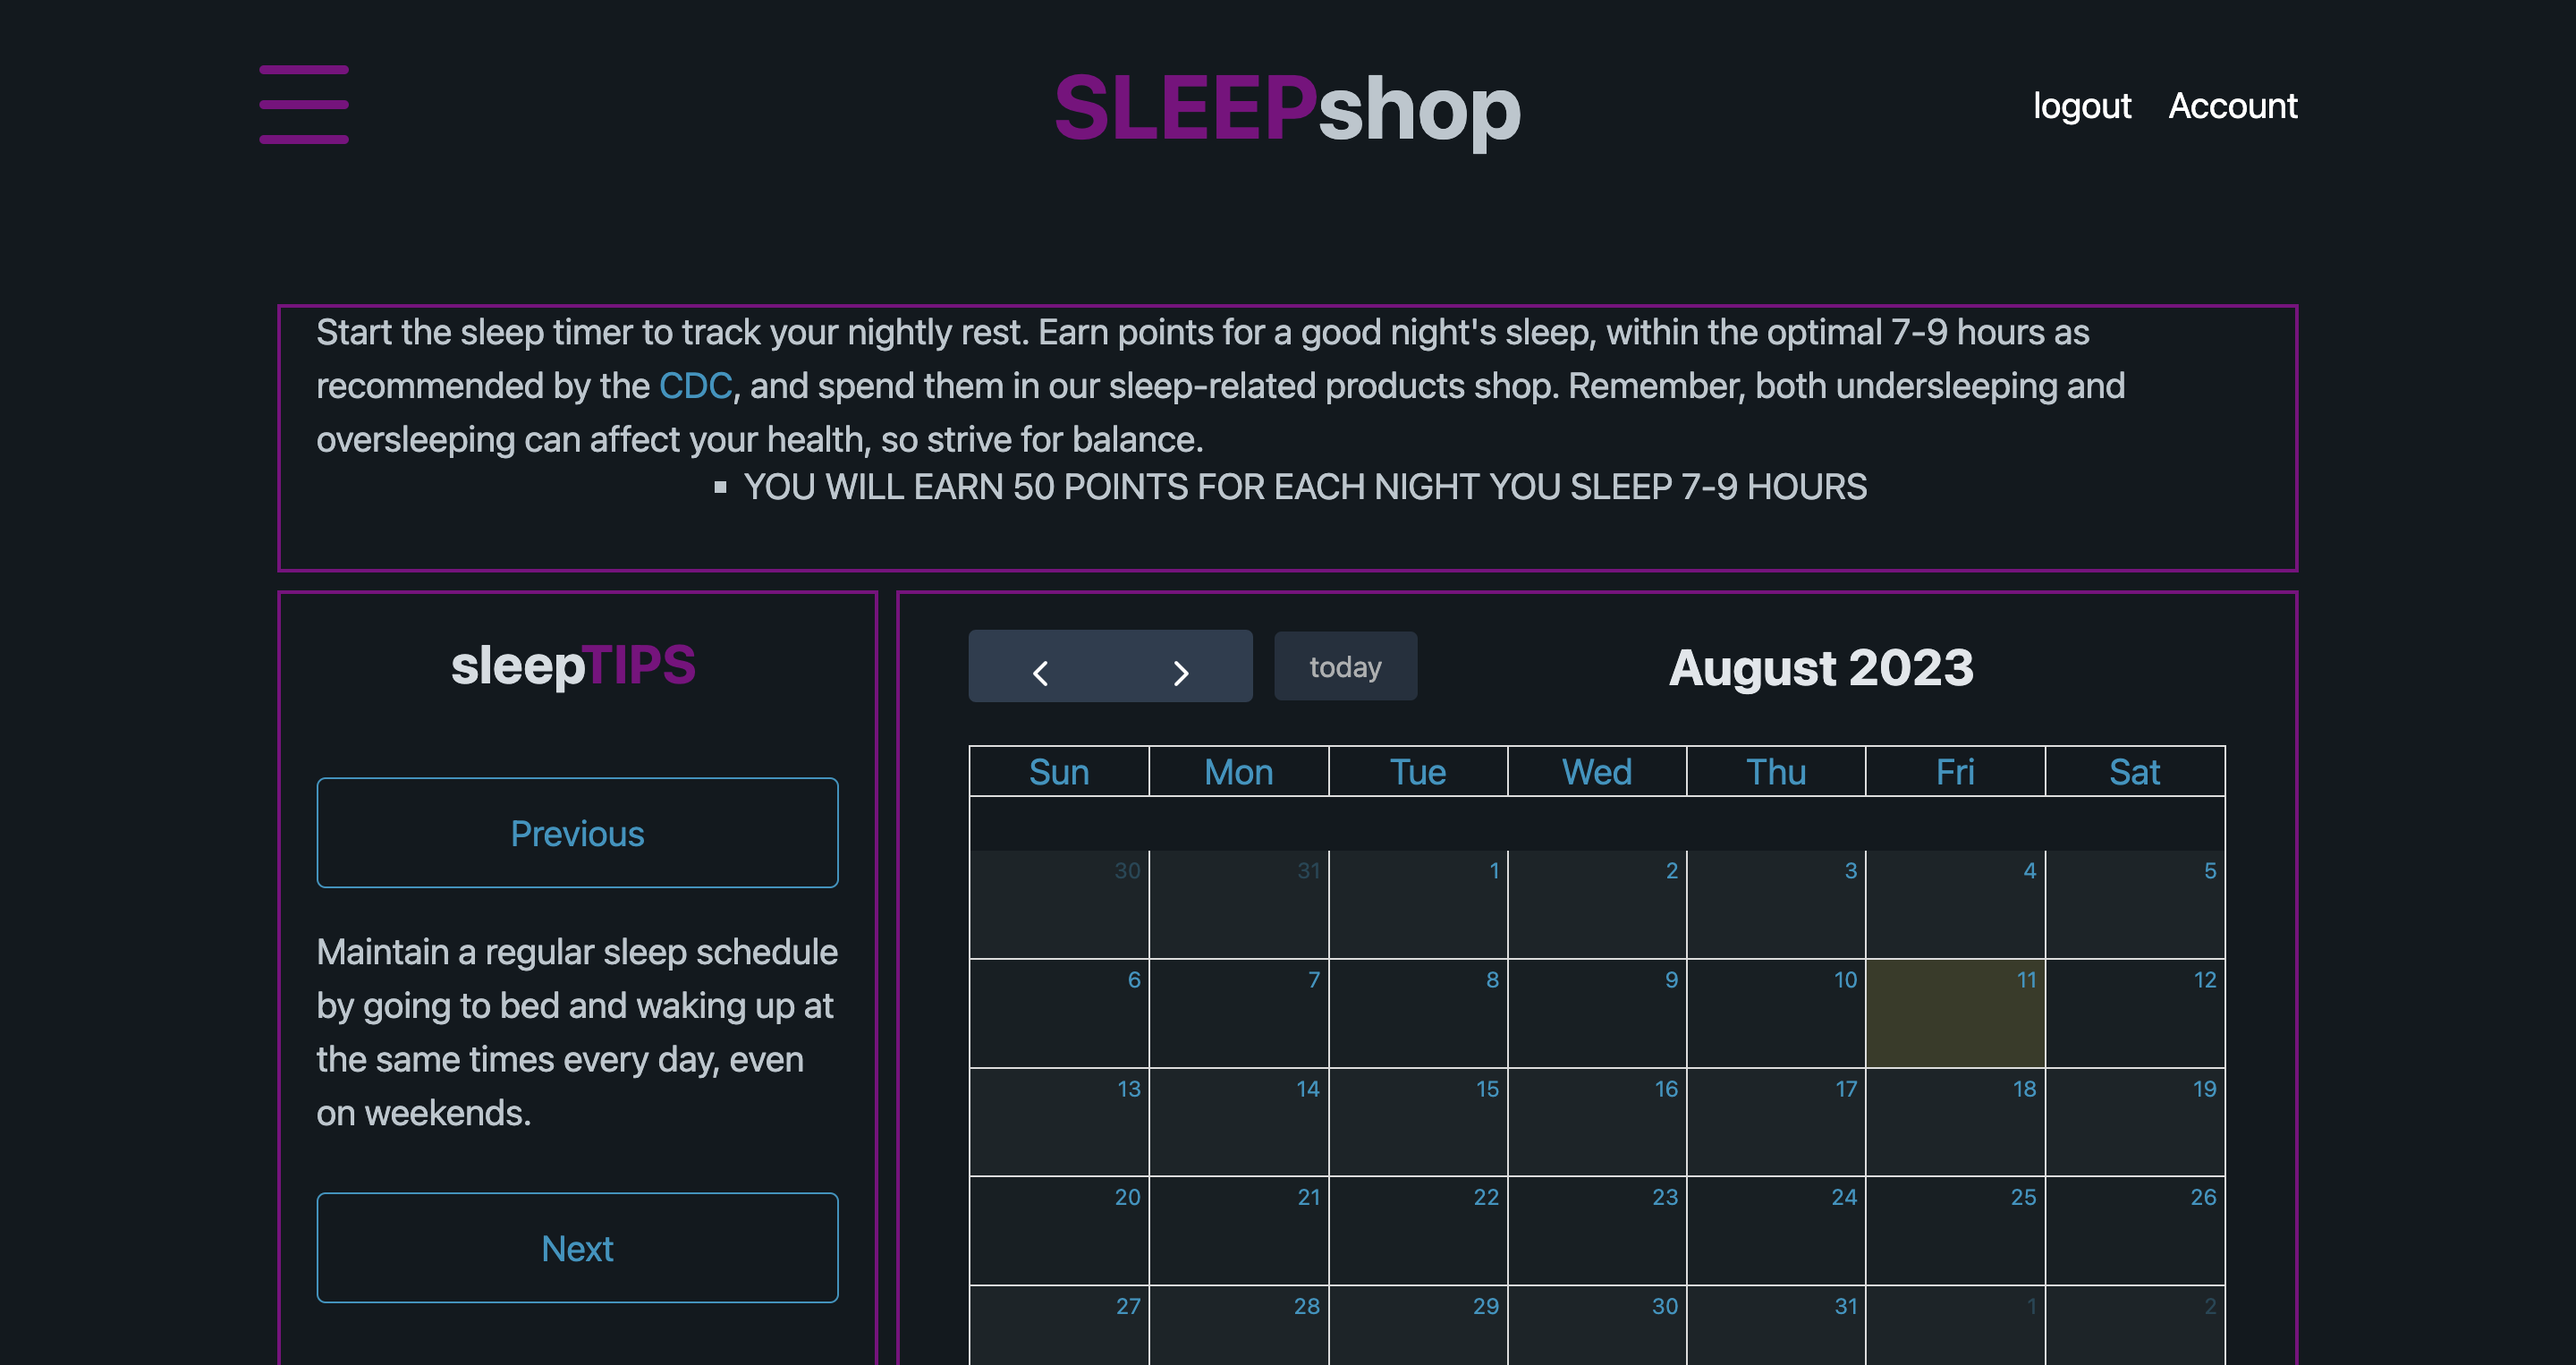 SLEEPshop
logout Account
Start the sleep timer to track your nightly rest. Earn points for a good night's sleep, within the optimal 7-9 hours as
recommended by the CDC, and spend them in our sleep-related products shop. Remember, both undersleeping and
oversleeping can affect your health, so strive for balance.
▪ YOU WILL EARN 50 POINTS FOR EACH NIGHT YOU SLEEP 7-9 HOURS
sleepTIPS
Previous
Maintain a regular sleep schedule
by going to bed and waking up at
the same times every day, even
on weekends.
Next
today
August 2023
Sun Mon Tue Wed Thu Fri Sat
30 31 1 2 3 4 5
6 7 8 9 10 11 12
13 14 15 16 17 18 19
20 21 22 23 24 25 26
27 28 29 30 31 1 2